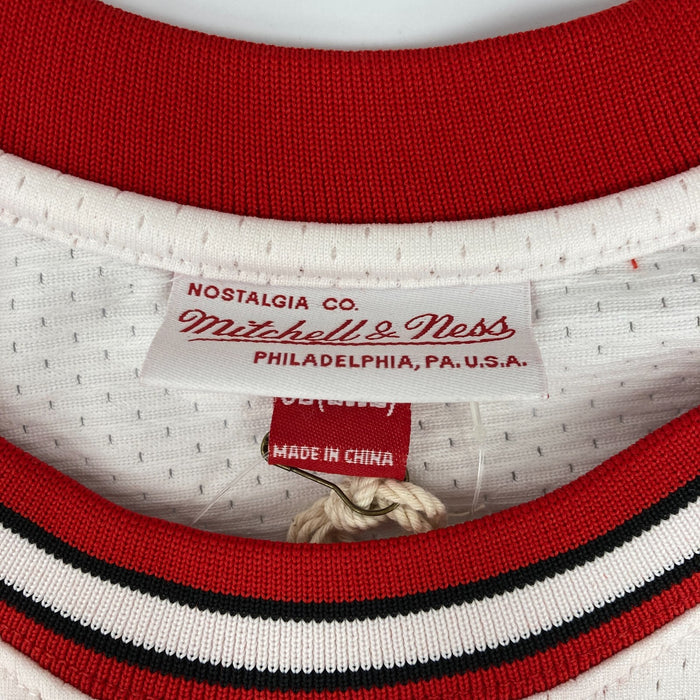 NOSTALGIA CO.
Mitchell & Ness
PHILADELPHIA, PA. U.S.A.
MADE IN CHINA